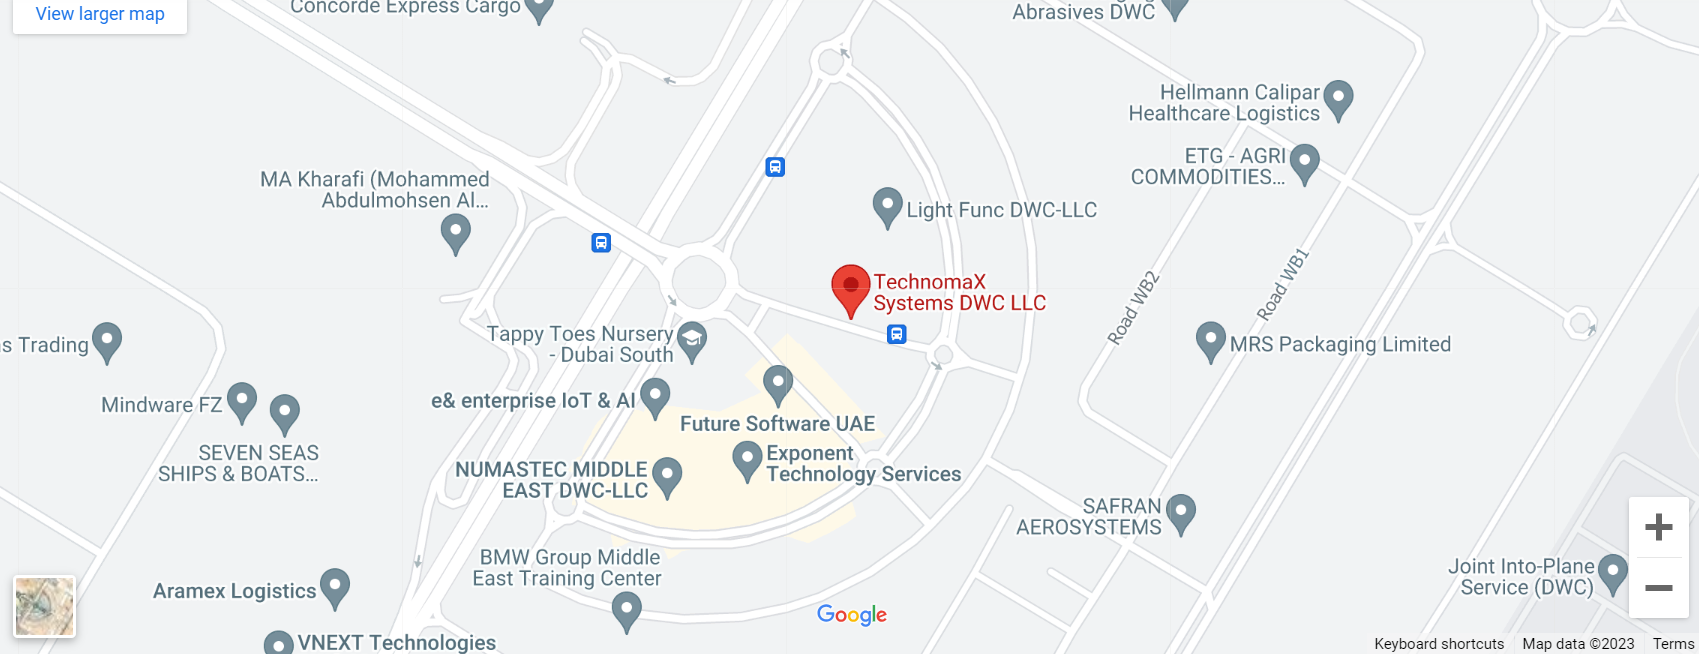 View larger map
Concorde Express Cargo
Abrasives DWC
Hellmann Calipar
Healthcare Logistics
ETG - AGRI
COMMODITIES...
MA Kharafi (Mohammed
Abdulmohsen Al...
Light Func DWC-LLC
TechnomaX
Systems DWC LLC
Road WB2
Road WB1
Tappy Toes Nursery
- Dubai South
s Trading
MRS Packaging Limited
Mindware FZ
e& enterprise IoT & AI
Future Software UAE
SEVEN SEAS
SHIPS & BOATS...
Exponent
Technology Services
NUMASTEC MIDDLE
EAST DWC-LLC
SAFRAN
AEROSYSTEMS
BMW Group Middle
East Training Center
Joint Into-Plane
Service (DWC)
Aramex Logistics
Google
VNEXT Technologies
Keyboard shortcuts
Map data ©2023
Terms